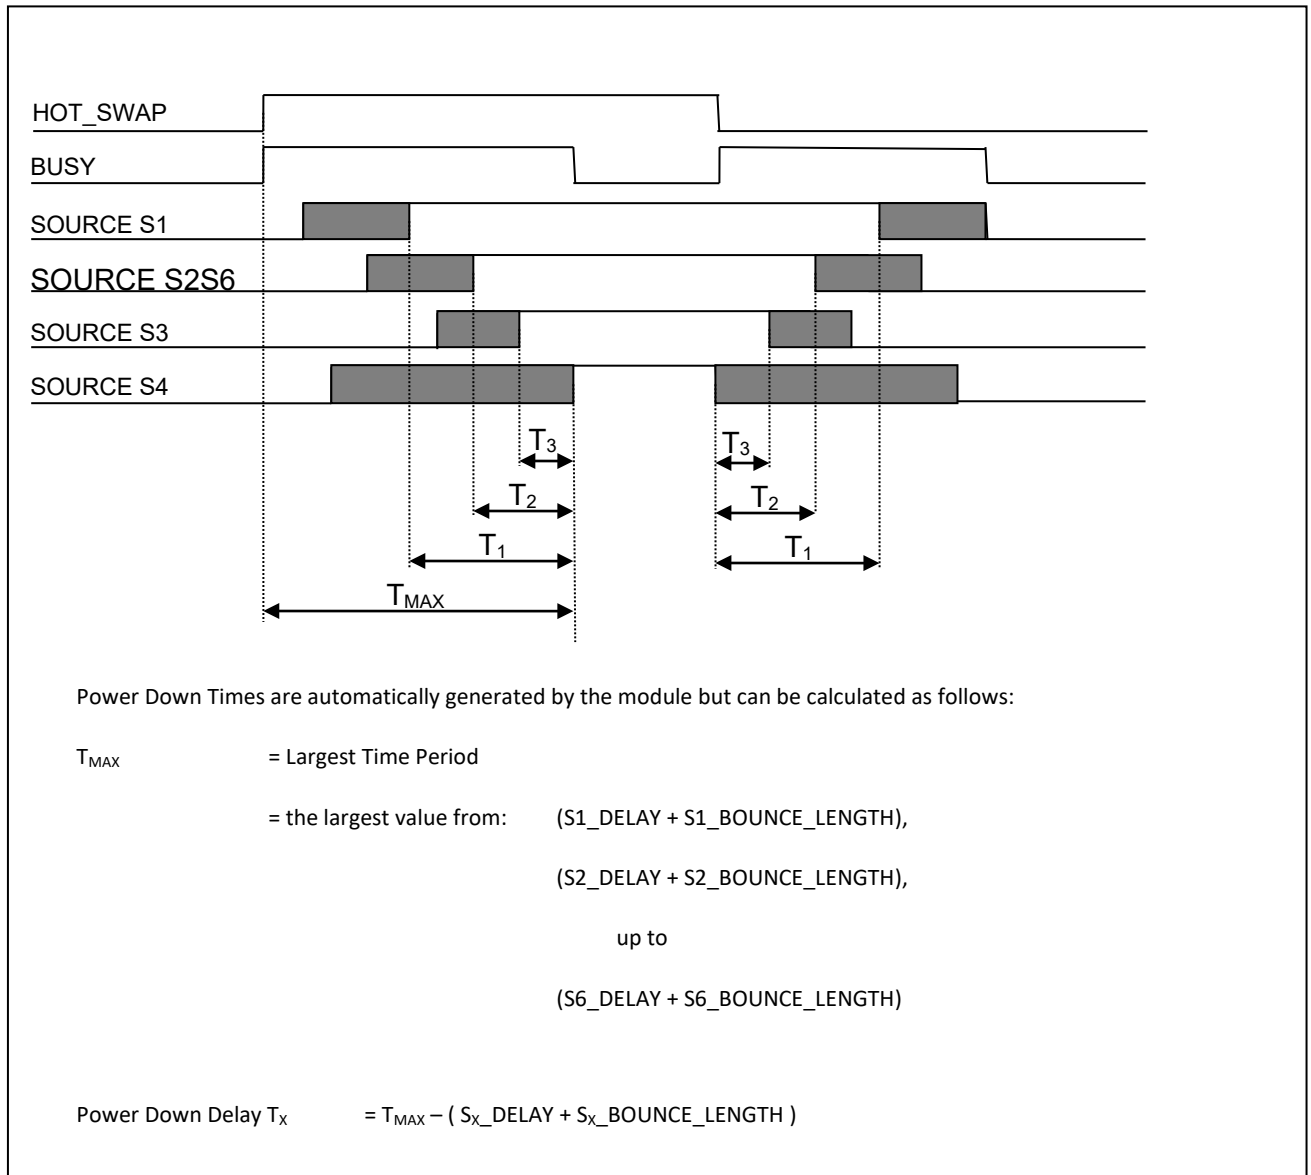 HOT_SWAP
BUSY
SOURCE S1
SOURCE S2S6
SOURCE S3
SOURCE S4
T3 T3
T2 T2
T1 T1
TMAX
Power Down Times are automatically generated by the module but can be calculated as follows:
TMAX = Largest Time Period
= the largest value from: (S1_DELAY + S1_BOUNCE_LENGTH),
(S2_DELAY + S2_BOUNCE_LENGTH),
up to
(S6_DELAY + S6_BOUNCE_LENGTH)
Power Down Delay TX = TMAX – ( SX_DELAY + SX_BOUNCE_LENGTH )